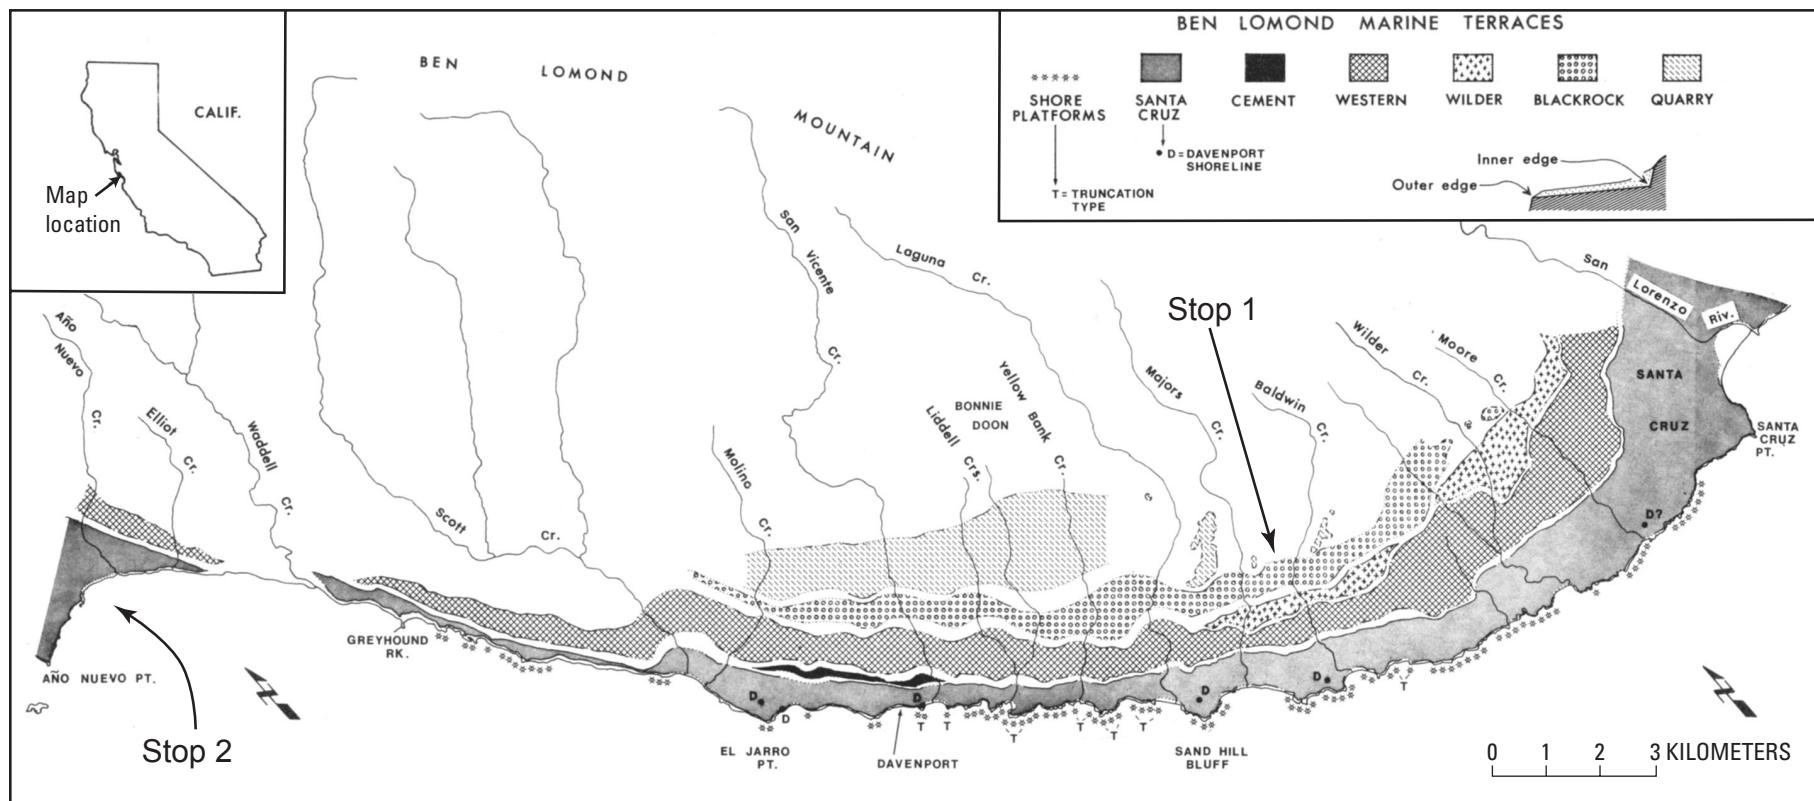 BEN LOMOND MARINE TERRACES
SHORE
PLATFORMS
SANTA
CRUZ
CEMENT
WESTERN
WILDER
BLACKROCK
QUARRY
D=DAVENPORT
SHORELINE
T=TRUNCATION
TYPE
Inner edge
Outer edge
CALIF.
Map
location
BEN LOMOND
MOUNTAIN
Año
Nuevo
Cr.
Elliot
Cr.
Waddell
Cr.
Scott
Cr.
Molino
Cr.
San
Vicente
Cr.
Liddell
Crs.
BONNIE
DOON
Yellow Bank
Cr.
Laguna Cr.
Majors
Cr.
Stop 1
Baldwin
Cr.
Wilder
Cr.
Moore
Cr.
San
Lorenzo
Riv.
SANTA
CRUZ
SANTA
CRUZ
PT.
D?
D
D
D
D
D
T
T
T
T
T
T
T
GREYHOUND
RK.
AÑO NUEVO PT.
Stop 2
EL JARRO
PT.
DAVENPORT
SAND HILL
BLUFF
0 1 2 3 KILOMETERS